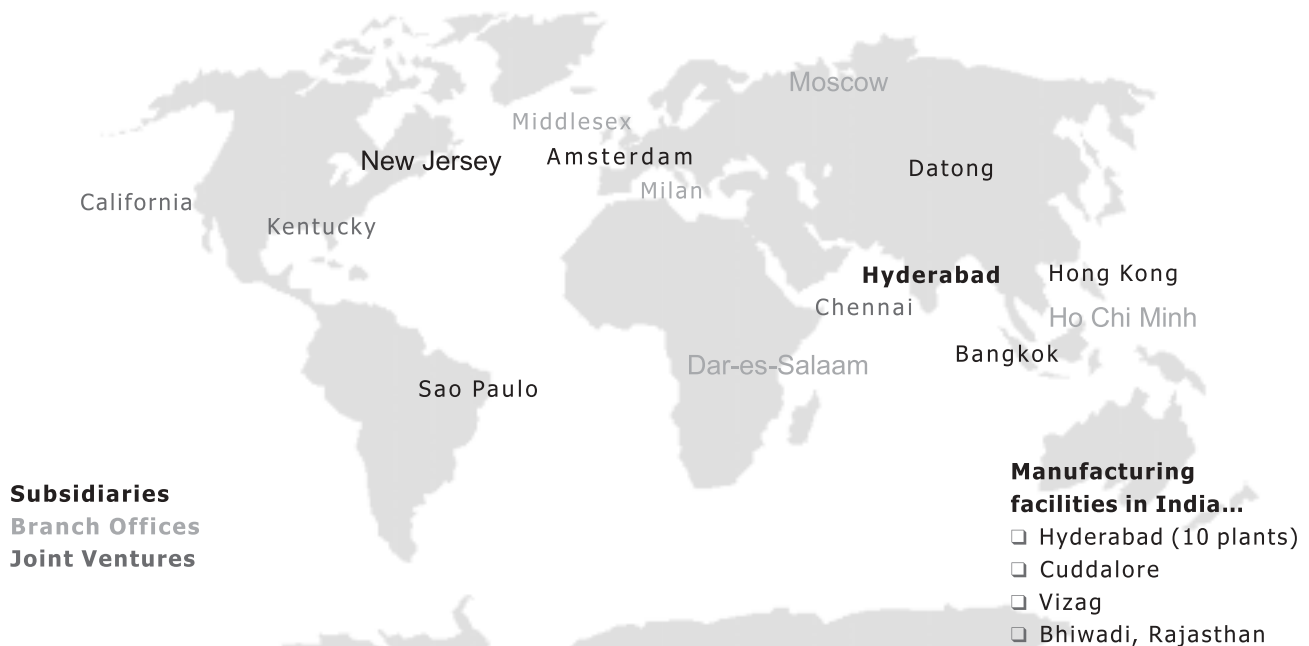 Moscow
Middlesex
New Jersey
Amsterdam
Datong
Milan
California
Kentucky
Hyderabad
Hong Kong
Chennai
Ho Chi Minh
Bangkok
Dar-es-Salaam
Sao Paulo
Subsidiaries
Branch Offices
Joint Ventures
Manufacturing
facilities in India...
❏ Hyderabad (10 plants)
❏ Cuddalore
❏ Vizag
❏ Bhiwadi, Rajasthan